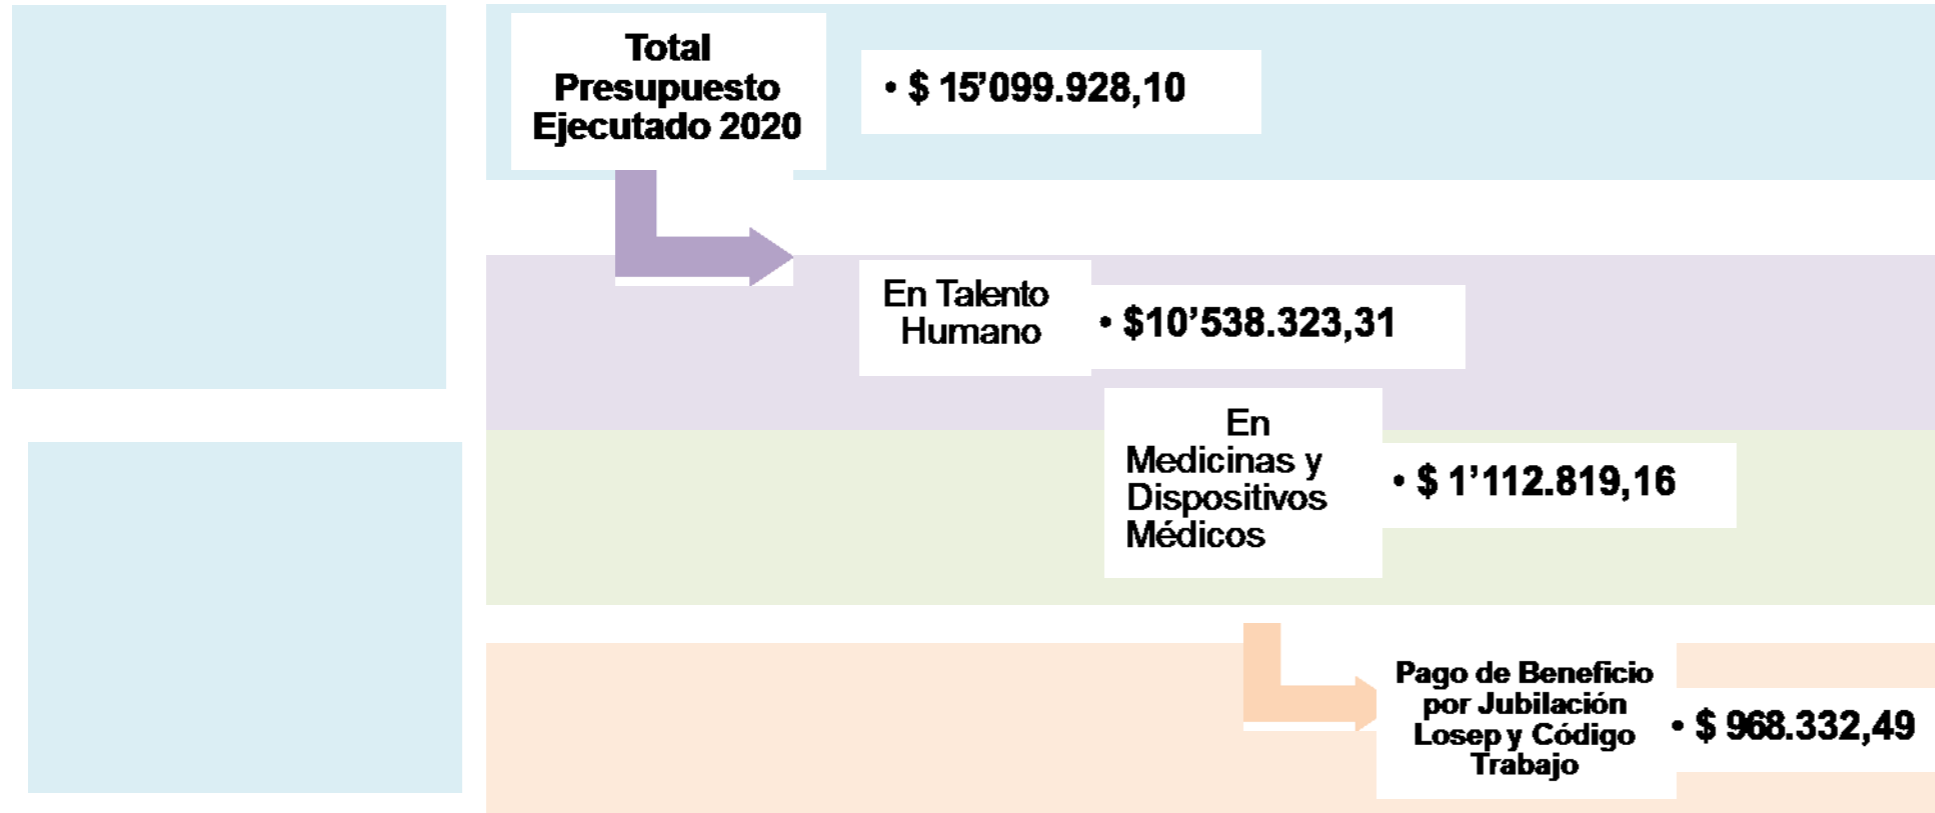 Total
Presupuesto
Ejecutado 2020
• $ 15’099.928,10
En Talento
Humano
• $10’538.323,31
En
Medicinas y
Dispositivos
Médicos
• $ 1’112.819,16
Pago de Beneficio
por Jubilación
Losep y Código
Trabajo
• $ 968.332,49